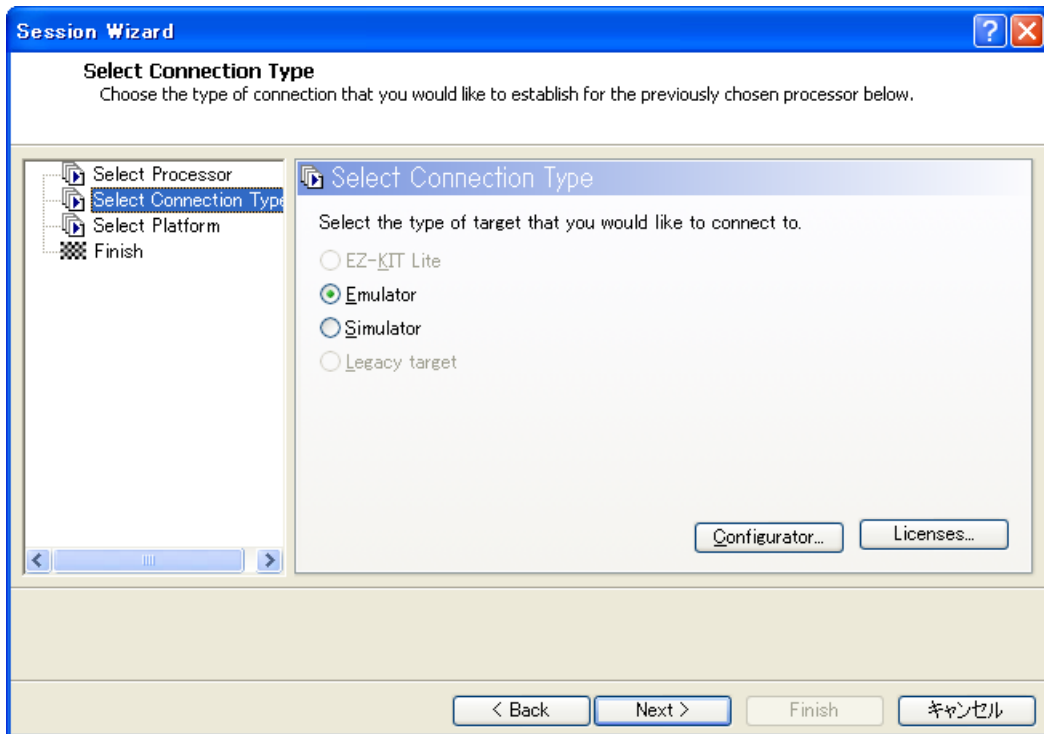 Session Wizard
Select Connection Type
Choose the type of connection that you would like to establish for the previously chosen processor below.
Select Processor
Select Connection Type
Select Platform
Finish
Select Connection Type
Select the type of target that you would like to connect to.
EZ-KIT Lite
Emulator
Simulator
Legacy target
Configurator...
Licenses...
< Back
Next >
Finish
キャンセル